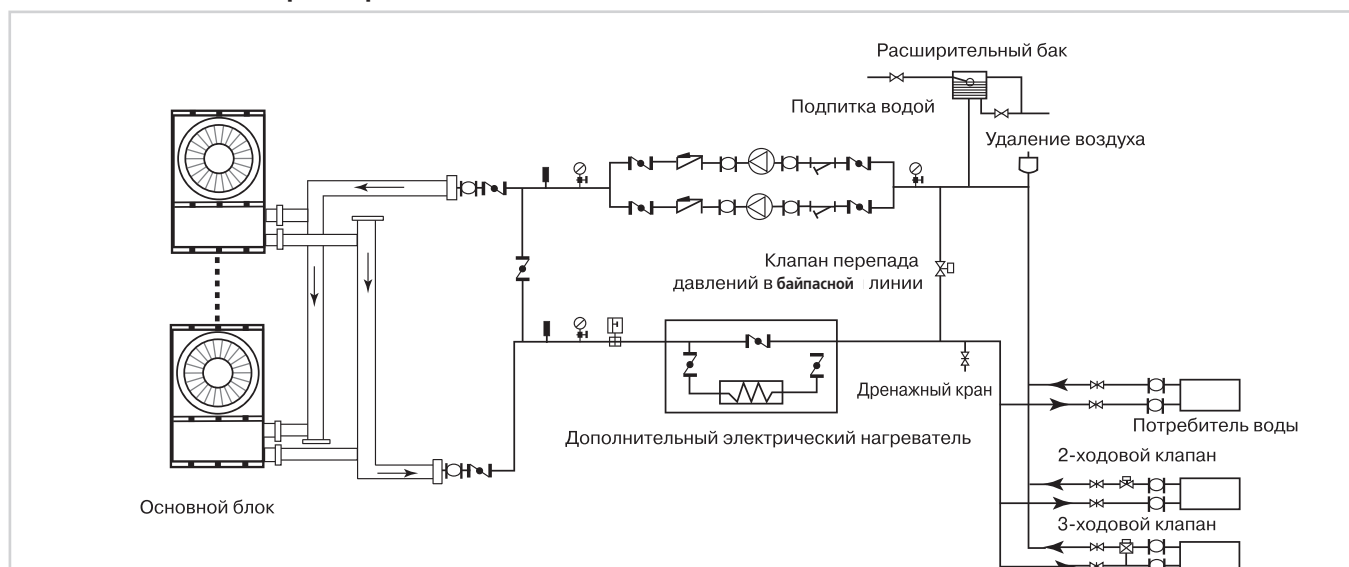 Расширительный бак
Подпитка водой
Удаление воздуха
Клапан перепада
давлений в байпасной линии
Дренажный кран
Дополнительный электрический нагреватель
Потребитель воды
2-ходовой клапан
3-ходовой клапан
Основной блок